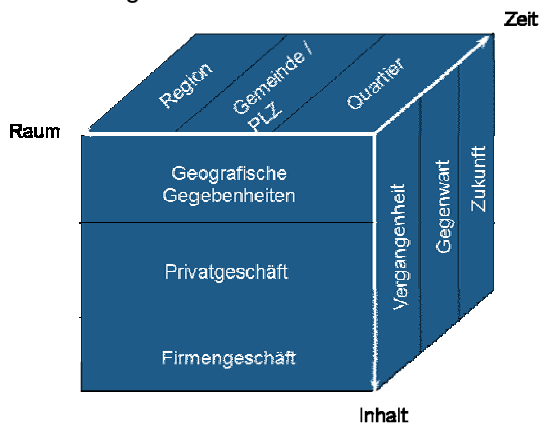 Zeit
Region
Gemeinde /
PLZ
Quartier
Raum
Geografische
Gegebenheiten
Privatgeschäft
Firmengeschäft
Vergangenheit
Gegenwart
Zukunft
Inhalt